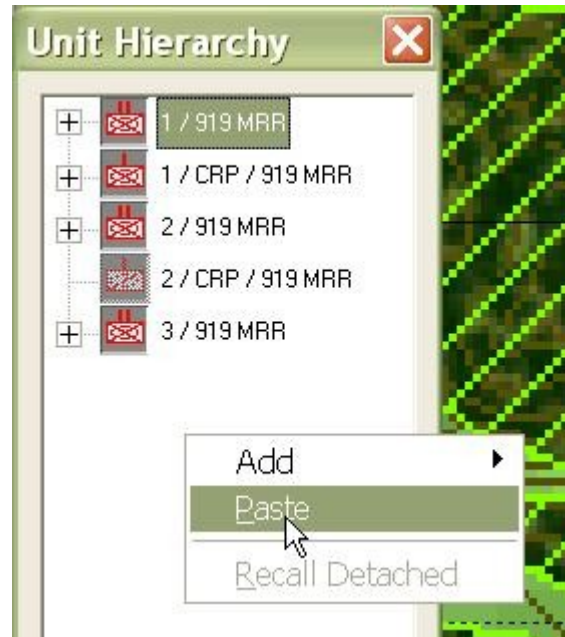 Unit Hierarchy
1 / 919 MRR
1 / CRP / 919 MRR
2 / 919 MRR
2 / CRP / 919 MRR
3 / 919 MRR
Add
Paste
Recall Detached